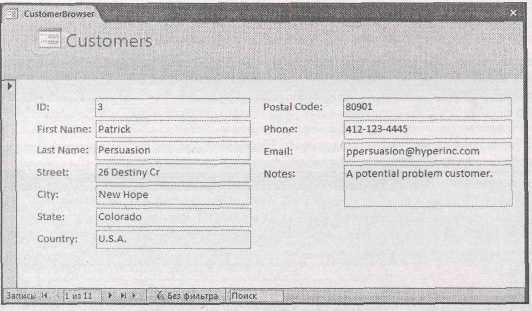 CustomerBrowser
Customers
ID: 3
First Name: Patrick
Last Name: Persuasion
Street: 26 Destiny Cr
City: New Hope
State: Colorado
Country: U.S.A.
Postal Code: 80901
Phone: 412-123-4445
Email: ppersuasion@hyperinc.com
Notes: A potential problem customer.
Записи 1 из 11 Без фильтра Поиск